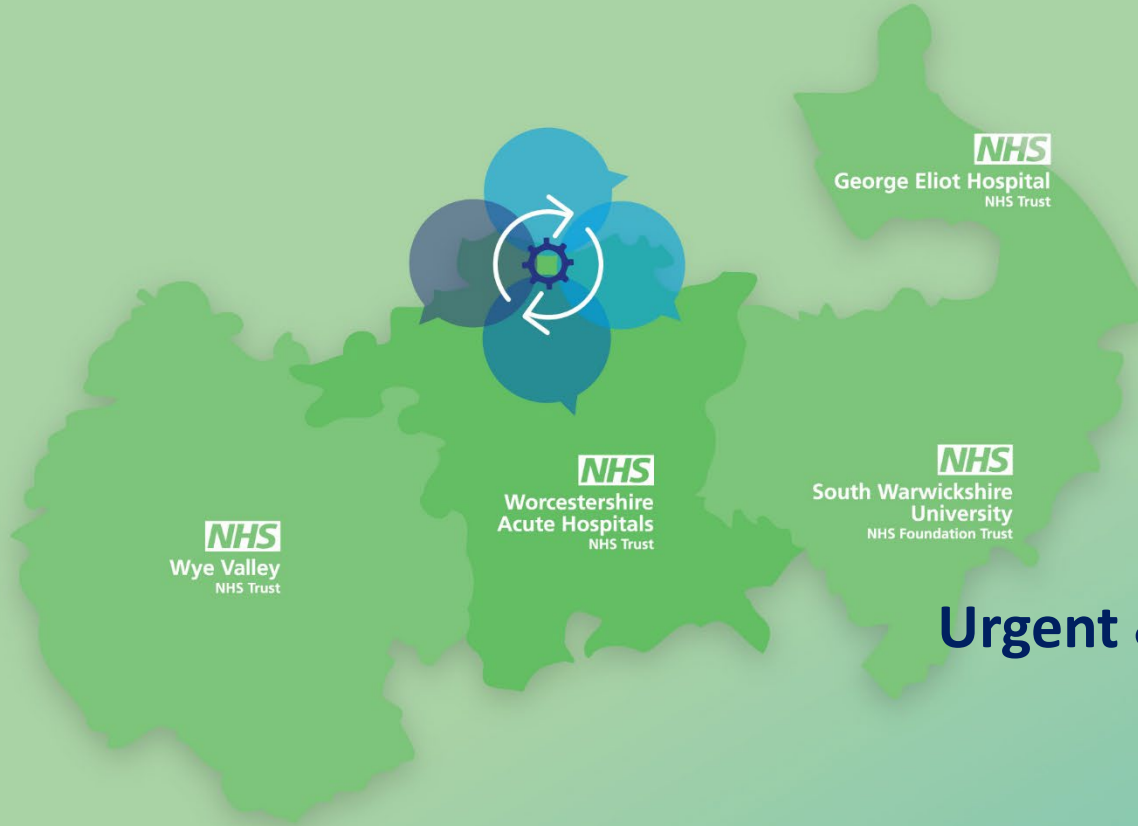 NHS
George Eliot Hospital
NHS Trust
NHS
Worcestershire
Acute Hospitals
NHS Trust
NHS
South Warwickshire
University
NHS Foundation Trust
NHS
Wye Valley
NHS Trust
Urgent